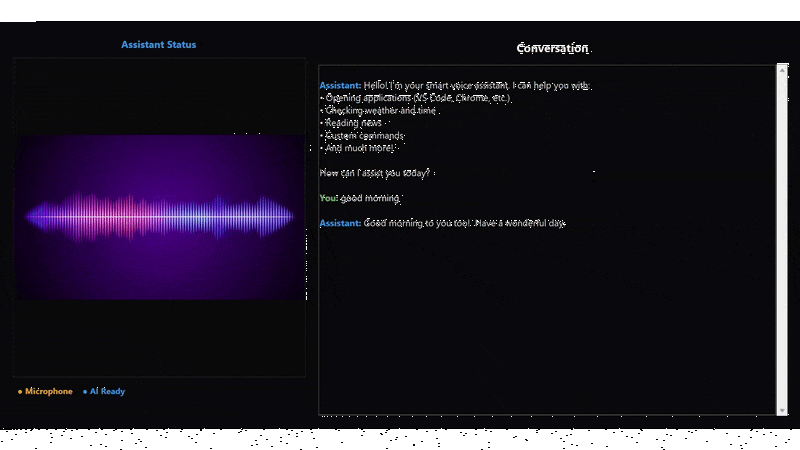 Assistant Status
Conversation
Assistant: Hello! I'm your smart voice assistant. I can help you with:
• Opening applications (VS Code, Chrome, etc.)
• Checking weather and time
• Reading news
• Custom commands
• And much more!
How can I assist you today?
You: good morning
Assistant: Good morning to you too! Have a wonderful day.
● Microphone ● AI Ready